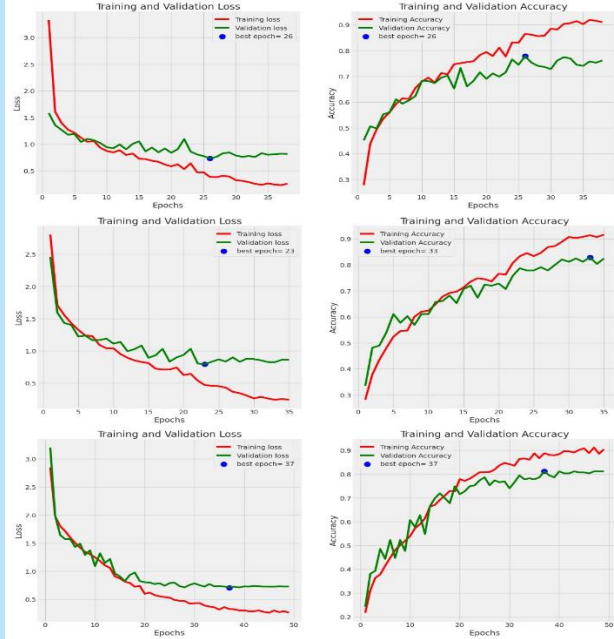 Training and Validation Loss
Training loss
Validation loss
best epoch= 26
3.0
2.5
2.0
1.5
1.0
0.5
Loss
0 5 10 15 20 25 30 35
Epochs
Training and Validation Accuracy
Training Accuracy
Validation Accuracy
best epoch= 26
0.9
0.8
0.7
0.6
0.5
0.4
0.3
Accuracy
0 5 10 15 20 25 30 35
Epochs
Training and Validation Loss
Training loss
Validation loss
best epoch= 23
2.5
2.0
1.5
1.0
0.5
Loss
0 5 10 15 20 25 30 35
Epochs
Training and Validation Accuracy
Training Accuracy
Validation Accuracy
best epoch= 33
0.9
0.8
0.7
0.6
0.5
0.4
0.3
Accuracy
0 5 10 15 20 25 30 35
Epochs
Training and Validation Loss
Training loss
Validation loss
best epoch= 37
3.0
2.5
2.0
1.5
1.0
0.5
Loss
0 10 20 30 40 50
Epochs
Training and Validation Accuracy
Training Accuracy
Validation Accuracy
best epoch= 37
0.9
0.8
0.7
0.6
0.5
0.4
0.3
0.2
Accuracy
0 10 20 30 40 50
Epochs